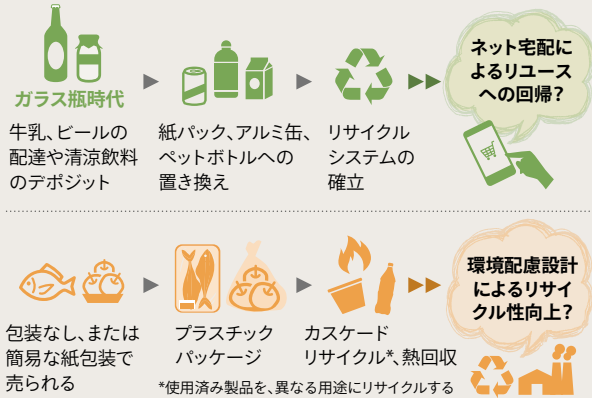 ガラス瓶時代
牛乳、ビールの
配達や清涼飲料
のデポジット
紙パック、アルミ缶、
ペットボトルへの
置き換え
リサイクル
システムの
確立
ネット宅配に
よるリユース
への回帰?
包装なし、または
簡易な紙包装で
売られる
プラスチック
パッケージ
カスケード
リサイクル*、熱回収
*使用済み製品を、異なる用途にリサイクルする
環境配慮設計
によるリサイ
クル性向上?